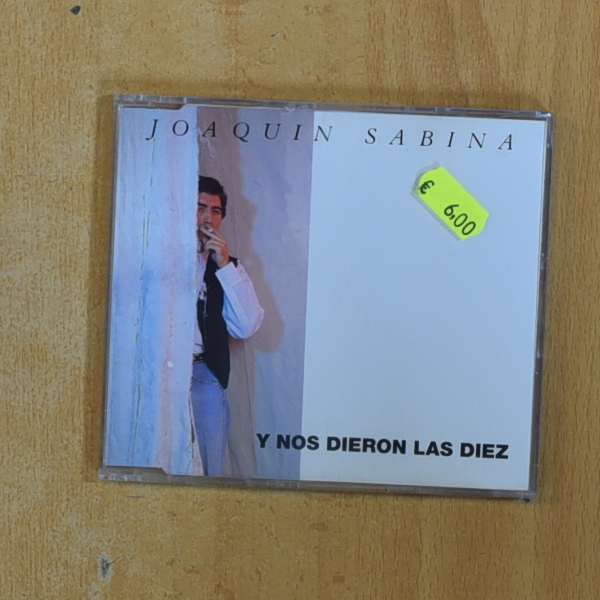 JOAQUIN SABINA
€ 6,00
Y NOS DIERON LAS DIEZ